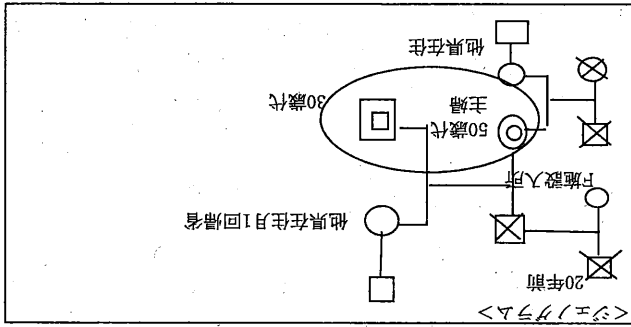 <ジェノグラム>
20年前
F施設入所
他県在住月1回帰省
50歳代
主婦
30歳代
他県在住